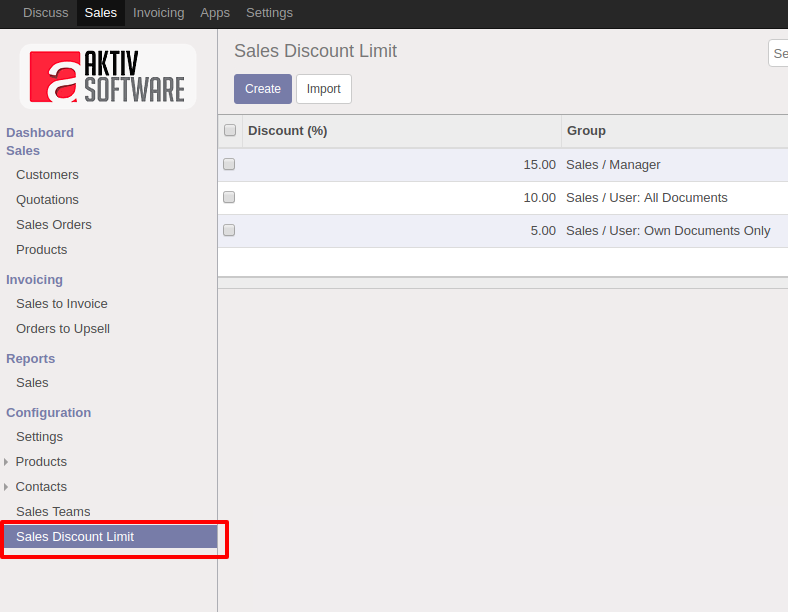 Discuss Sales Invoicing Apps Settings
AKTIV
SOFTWARE
a
Dashboard
Sales
Customers
Quotations
Sales Orders
Products
Invoicing
Sales to Invoice
Orders to Upsell
Reports
Sales
Configuration
Settings
Products
Contacts
Sales Teams
Sales Discount Limit
Sales Discount Limit
Se
Create Import
Discount (%) Group
15.00 Sales / Manager
10.00 Sales / User: All Documents
5.00 Sales / User: Own Documents Only